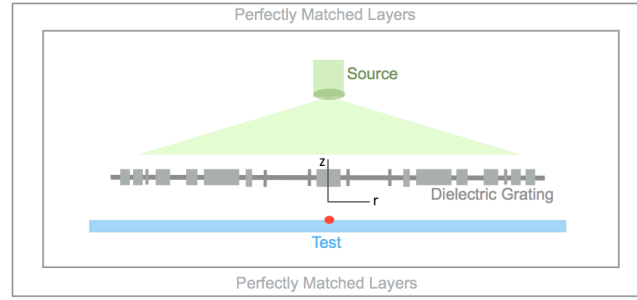 Perfectly Matched Layers
Source
z
r
Dielectric Grating
Test
Perfectly Matched Layers